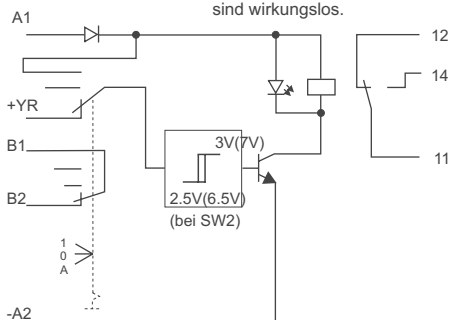 sind wirkungslos.
A1
12
14
+YR
B1
3V(7V)
11
B2
2.5V(6.5V)
(bei SW2)
1
0
A
-A2